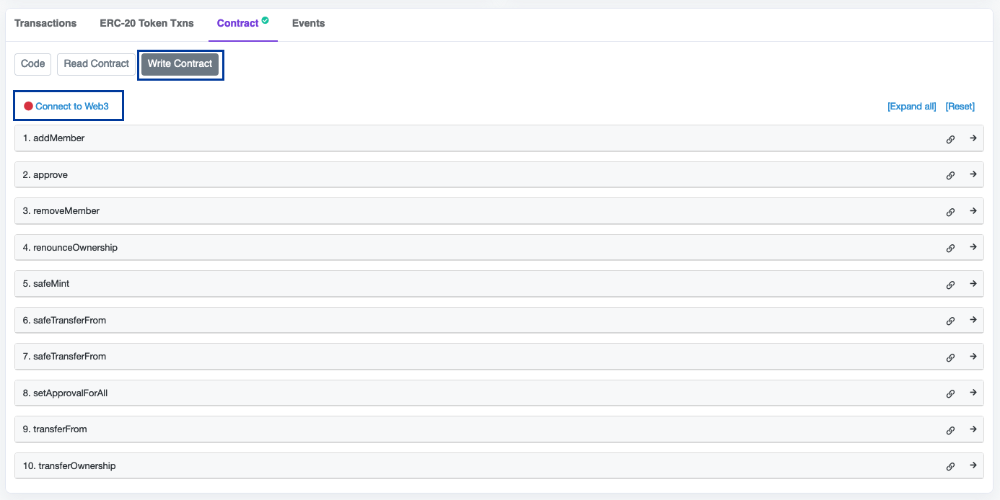 Transactions ERC-20 Token Txns Contract Events
Code Read Contract Write Contract
Connect to Web3 [Expand all] [Reset]
1. addMember
2. approve
3. removeMember
4. renounceOwnership
5. safeMint
6. safeTransferFrom
7. safeTransferFrom
8. setApprovalForAll
9. transferFrom
10. transferOwnership